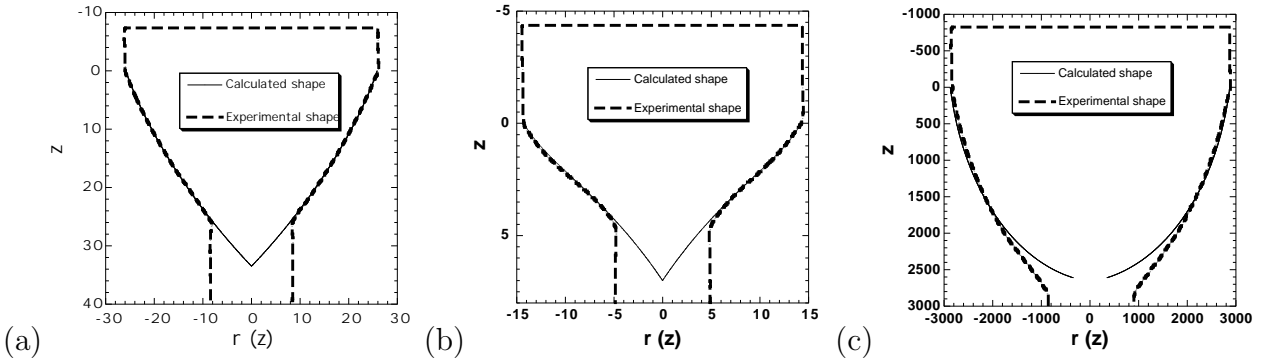 -10
0
10
20
30
40
z
Calculated shape
Experimental shape
-30 -20 -10 0 10 20 30
r (z)
(a)
-5
0
5
z
Calculated shape
Experimental shape
-15 -10 -5 0 5 10 15
r (z)
(b)
-1000
-500
0
500
1000
1500
2000
2500
3000
z
Calculated shape
Experimental shape
-3000 -2000 -1000 0 1000 2000 3000
r (z)
(c)